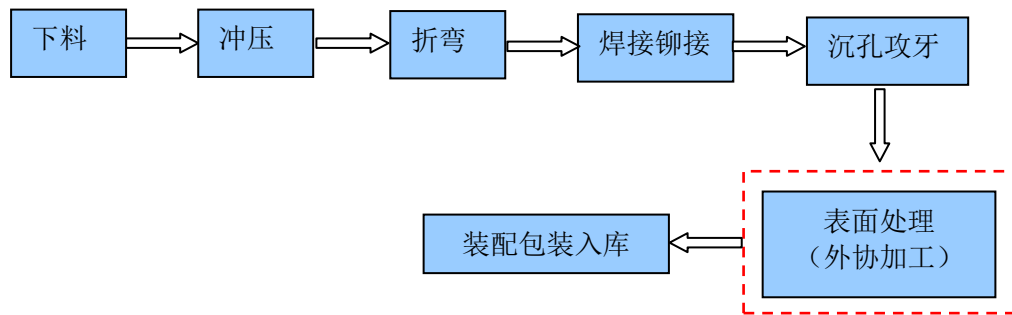 下料
冲压
折弯
焊接铆接
沉孔攻牙
表面处理
（外协加工）
装配包装入库